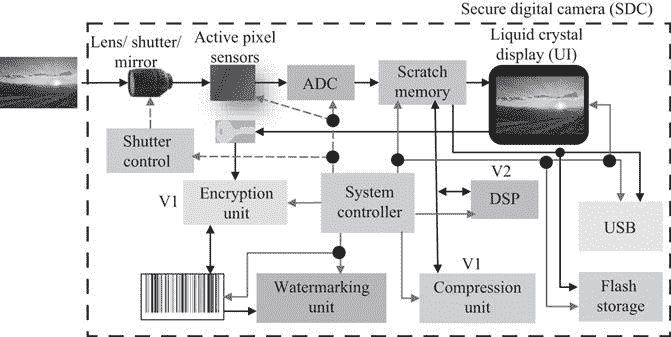 Secure digital camera (SDC)
Lens/ shutter/
mirror
Active pixel
sensors
ADC
Scratch
memory
Liquid crystal
display (UI)
Shutter
control
V1
Encryption
unit
System
controller
V2
DSP
USB
Watermarking
unit
V1
Compression
unit
Flash
storage